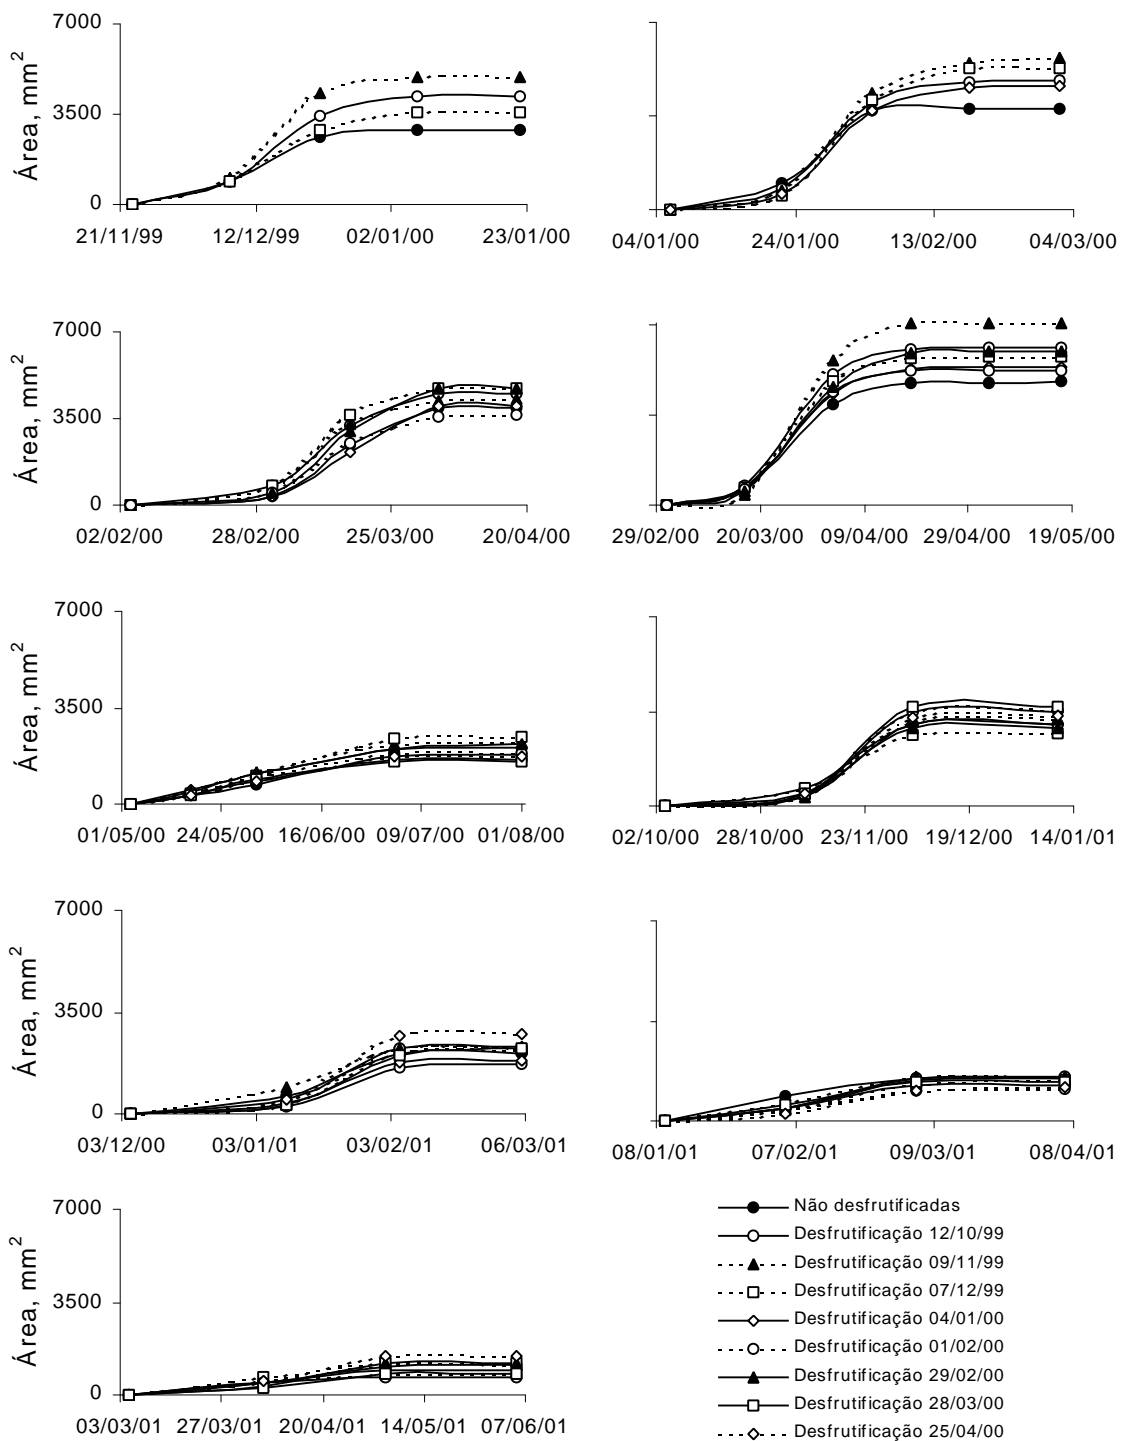 7000
3500
0
Área, mm²
21/11/99 12/12/99 02/01/00 23/01/00
04/01/00 24/01/00 13/02/00 04/03/00
7000
3500
0
Área, mm²
02/02/00 28/02/00 25/03/00 20/04/00
29/02/00 20/03/00 09/04/00 29/04/00 19/05/00
7000
3500
0
Área, mm²
01/05/00 24/05/00 16/06/00 09/07/00 01/08/00
02/10/00 28/10/00 23/11/00 19/12/00 14/01/01
7000
3500
0
Área, mm²
03/12/00 03/01/01 03/02/01 06/03/01
08/01/01 07/02/01 09/03/01 08/04/01
7000
3500
0
Área, mm²
03/03/01 27/03/01 20/04/01 14/05/01 07/06/01
Não desfrutificadas
Desfrutificação 12/10/99
Desfrutificação 09/11/99
Desfrutificação 07/12/99
Desfrutificação 04/01/00
Desfrutificação 01/02/00
Desfrutificação 29/02/00
Desfrutificação 28/03/00
Desfrutificação 25/04/00